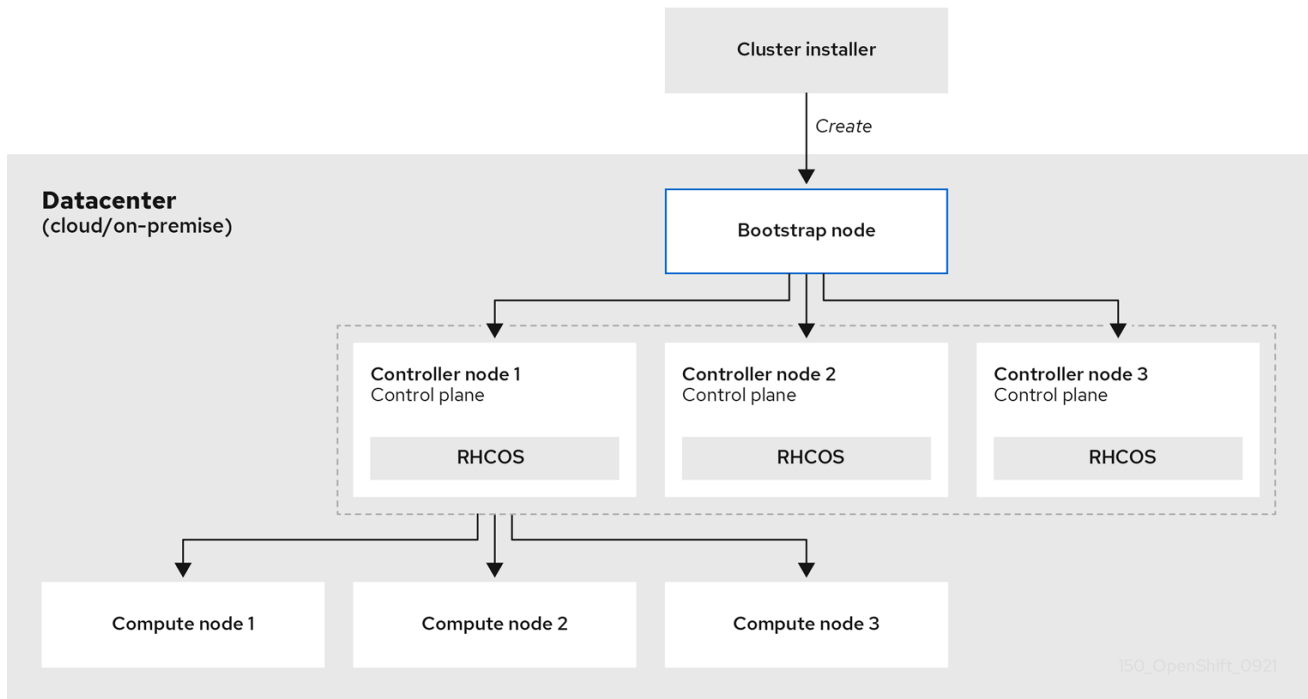 Cluster installer
Create
Datacenter
(cloud/on-premise)
Bootstrap node
Controller node 1
Control plane
RHCOS
Controller node 2
Control plane
RHCOS
Controller node 3
Control plane
RHCOS
Compute node 1
Compute node 2
Compute node 3
150_OpenShift_0921